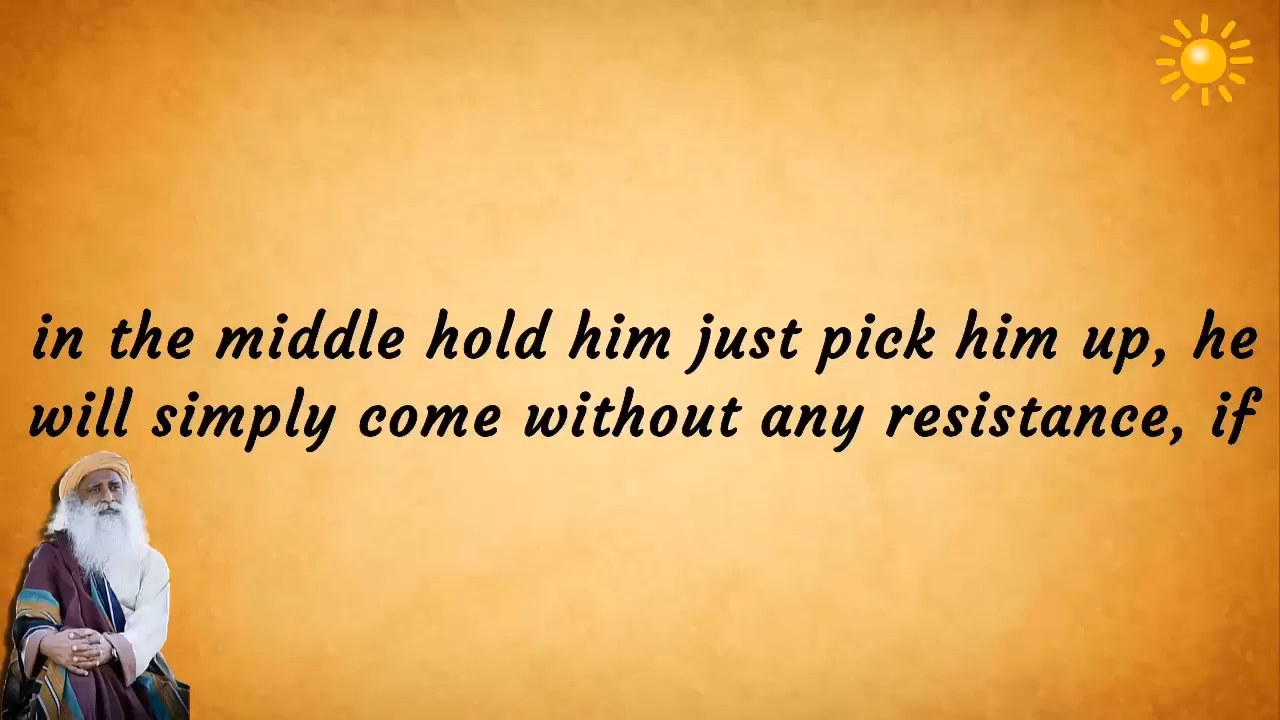 in the middle hold him just pick him up, he
will simply come without any resistance, if